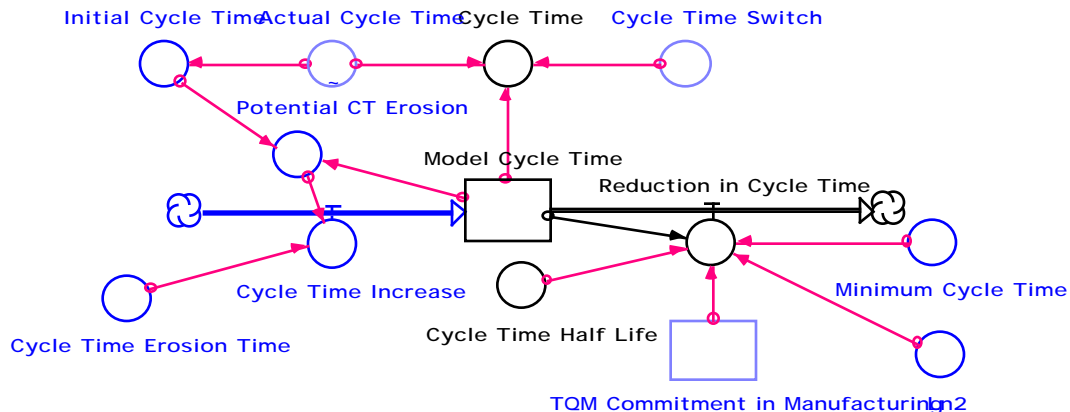 Initial Cycle Time
Actual Cycle Time
Cycle Time
Cycle Time Switch
~
Potential CT Erosion
Model Cycle Time
Reduction in Cycle Time
Cycle Time Increase
Minimum Cycle Time
Cycle Time Erosion Time
Cycle Time Half Life
TQM Commitment in Manufacturing
Ln2